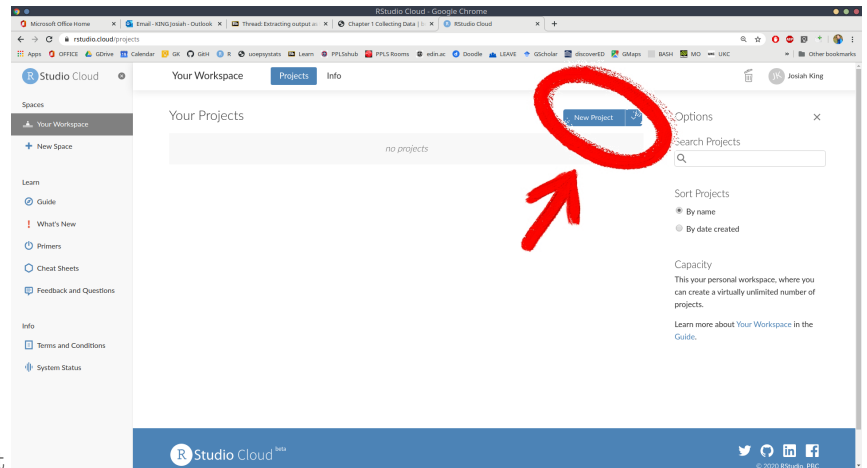 RStudio Cloud - Google Chrome
Microsoft Office Home
Email - KING Josiah - Outlook
Thread: Extracting output as
Chapter 1 Collecting Data | b
RStudio Cloud
rstudio.cloud/projects
Apps OFFICE GDrive Calendar GK GitH R ooepsystats Learn PPLSshub PPLS Rooms edin.ac Doodle LEAVE GScholar discoverED GMaps BASH MO UKC » Other bookmarks
R Studio Cloud
Your Workspace
Projects
Info
JK Josiah King
Spaces
Your Workspace
New Space
Learn
Guide
What's New
Primers
Cheat Sheets
Feedback and Questions
Info
Terms and Conditions
System Status
Your Projects
New Project
no projects
Options
Search Projects
Sort Projects
By name
By date created
Capacity
This your personal workspace, where you
can create a virtually unlimited number of
projects.
Learn more about Your Workspace in the
Guide.
R Studio Cloud beta
© 2020 RStudio, PBC